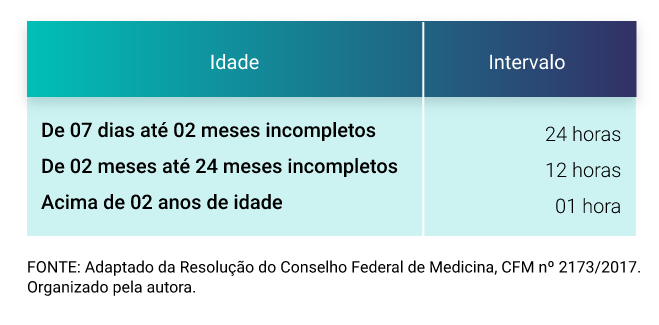 Idade Intervalo
De 07 dias até 02 meses incompletos 24 horas
De 02 meses até 24 meses incompletos 12 horas
Acima de 02 anos de idade 01 hora
FONTE: Adaptado da Resolução do Conselho Federal de Medicina, CFM nº 2173/2017.
Organizado pela autora.